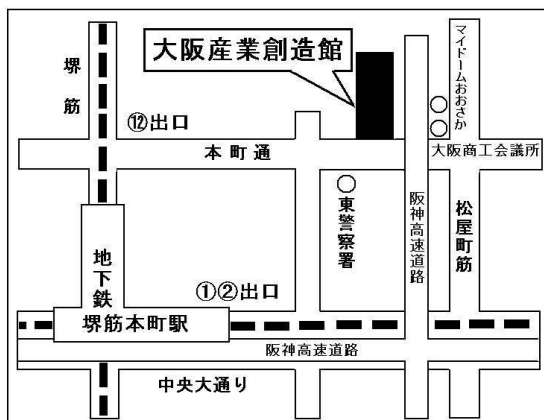 大阪産業創造館
堺筋
マイドームおおさか
⑫出口
本町通
大阪商工会議所
東警察署
阪神高速道路
松屋町筋
地下鉄
①②出口
堺筋本町駅
阪神高速道路
中央大通り